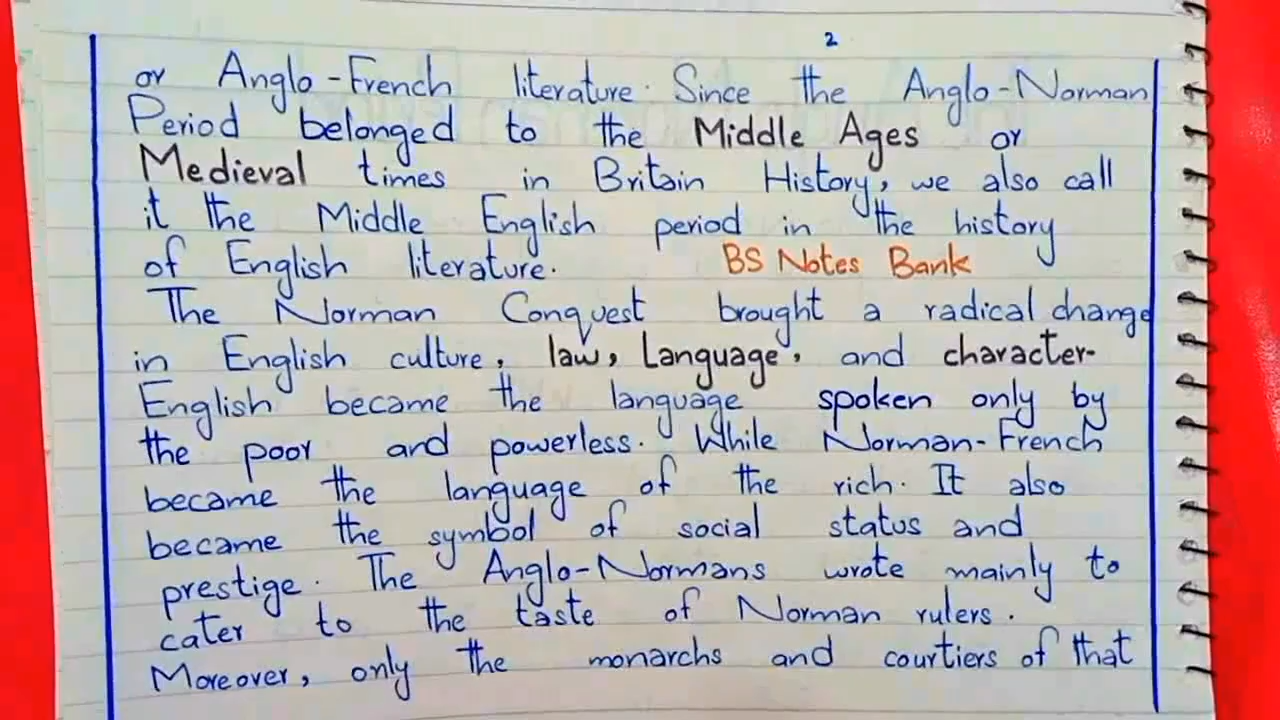 2
or Anglo-French literature. Since the Anglo-Norman
Period belonged to the Middle Ages or
Medieval times in Britain History, we also call
it the Middle English period in the history
of English literature. BS Notes Bank
The Norman Conquest brought a radical change
in English culture, law, Language, and character-
English became the language spoken only by
the poor and powerless. While Norman-French
became the language of the rich. It also
became the symbol of social status and
prestige. The Anglo-Normans wrote mainly to
cater to the taste of Norman rulers.
Moreover, only the monarchs and courtiers of that